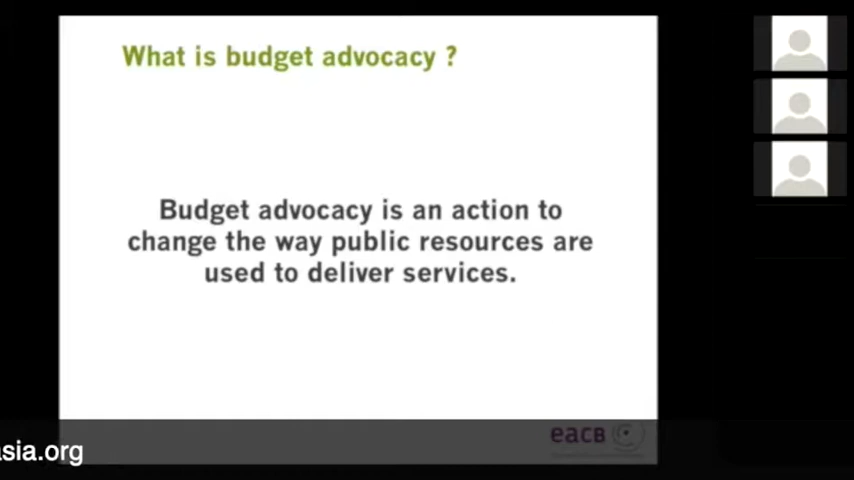 What is budget advocacy ?
Budget advocacy is an action to
change the way public resources are
used to deliver services.
eacB
asia.org